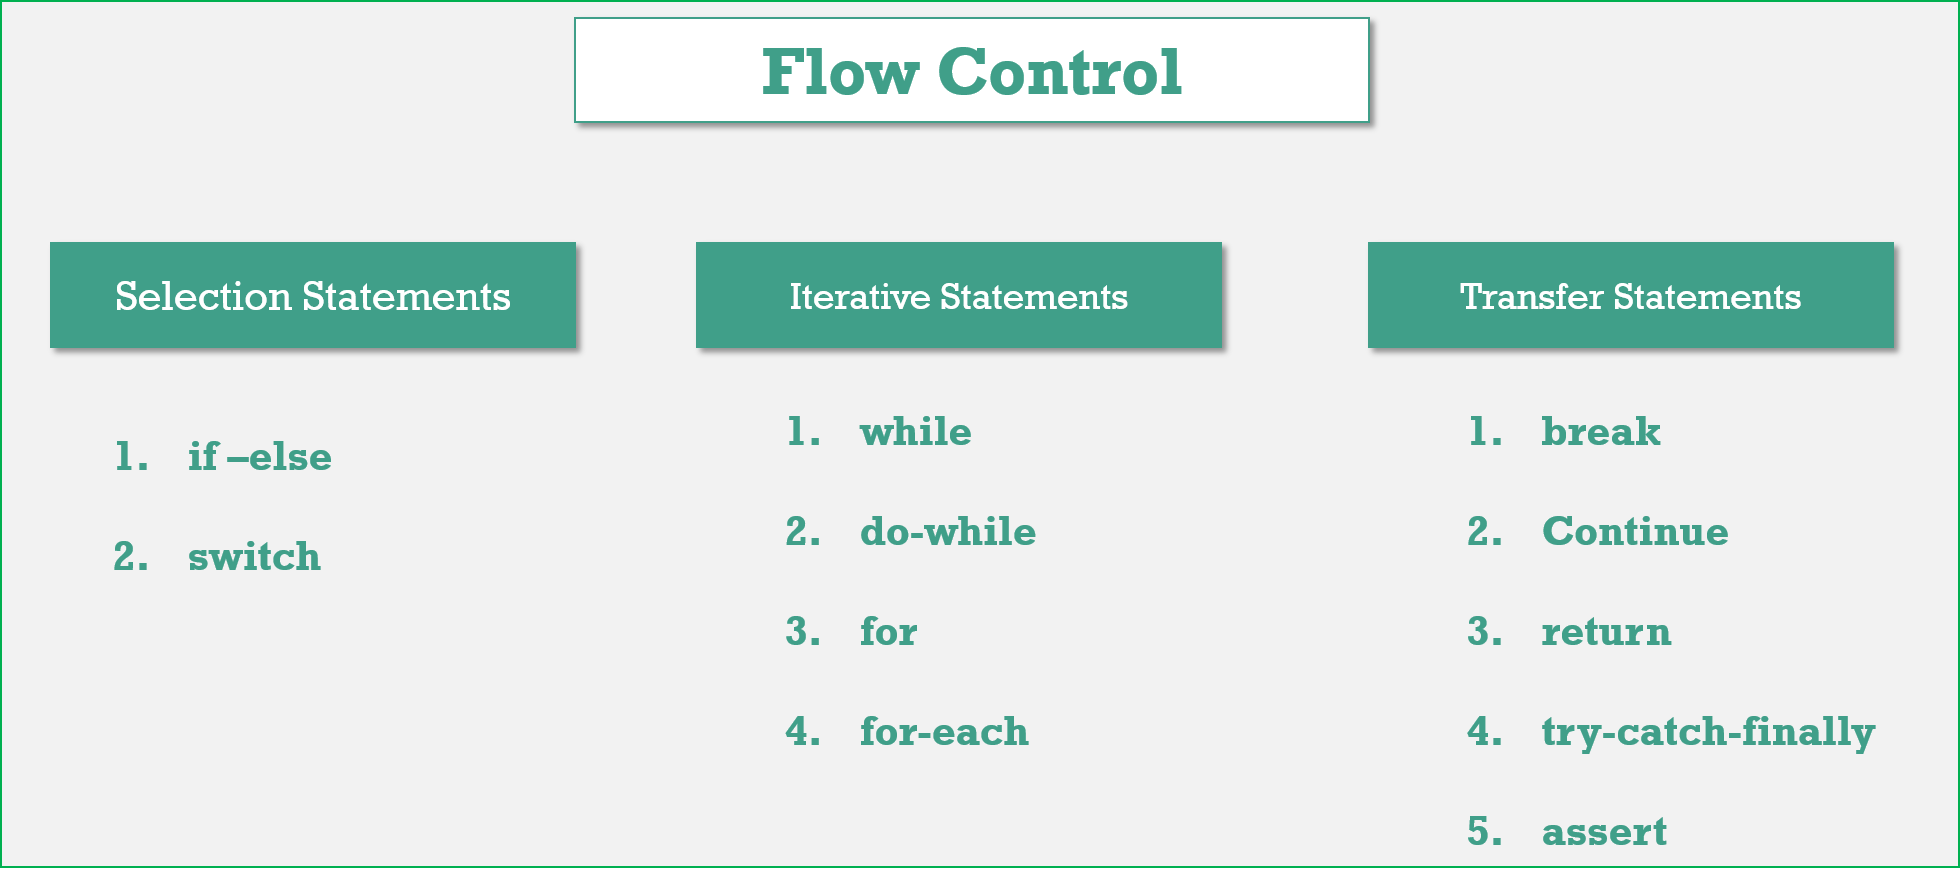 Flow Control
Selection Statements
1. if –else
2. switch
Iterative Statements
1. while
2. do-while
3. for
4. for-each
Transfer Statements
1. break
2. Continue
3. return
4. try-catch-finally
5. assert